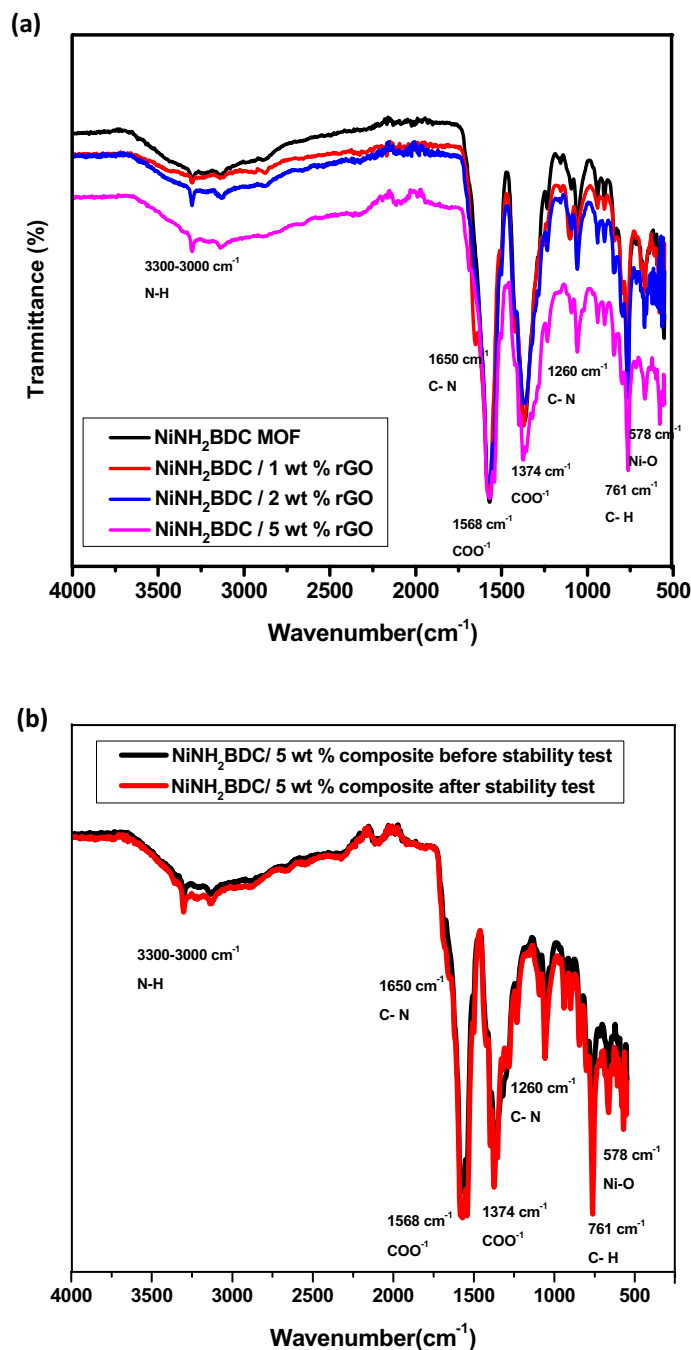 (a)
Tranmittance (%)
3300-3000 cm⁻¹
N-H
1650 cm⁻¹
C- N
1260 cm⁻¹
C- N
578 cm⁻¹
Ni-O
1374 cm⁻¹
COO⁻¹
761 cm⁻¹
C- H
1568 cm⁻¹
COO⁻¹
NiNH₂BDC MOF
NiNH₂BDC / 1 wt % rGO
NiNH₂BDC / 2 wt % rGO
NiNH₂BDC / 5 wt % rGO
4000 3500 3000 2500 2000 1500 1000 500
Wavenumber(cm⁻¹)
(b)
NiNH₂BDC/ 5 wt % composite before stability test
NiNH₂BDC/ 5 wt % composite after stability test
3300-3000 cm⁻¹
N-H
1650 cm⁻¹
C- N
1260 cm⁻¹
C- N
578 cm⁻¹
Ni-O
1568 cm⁻¹
COO⁻¹
1374 cm⁻¹
COO⁻¹
761 cm⁻¹
C- H
4000 3500 3000 2500 2000 1500 1000 500
Wavenumber(cm⁻¹)